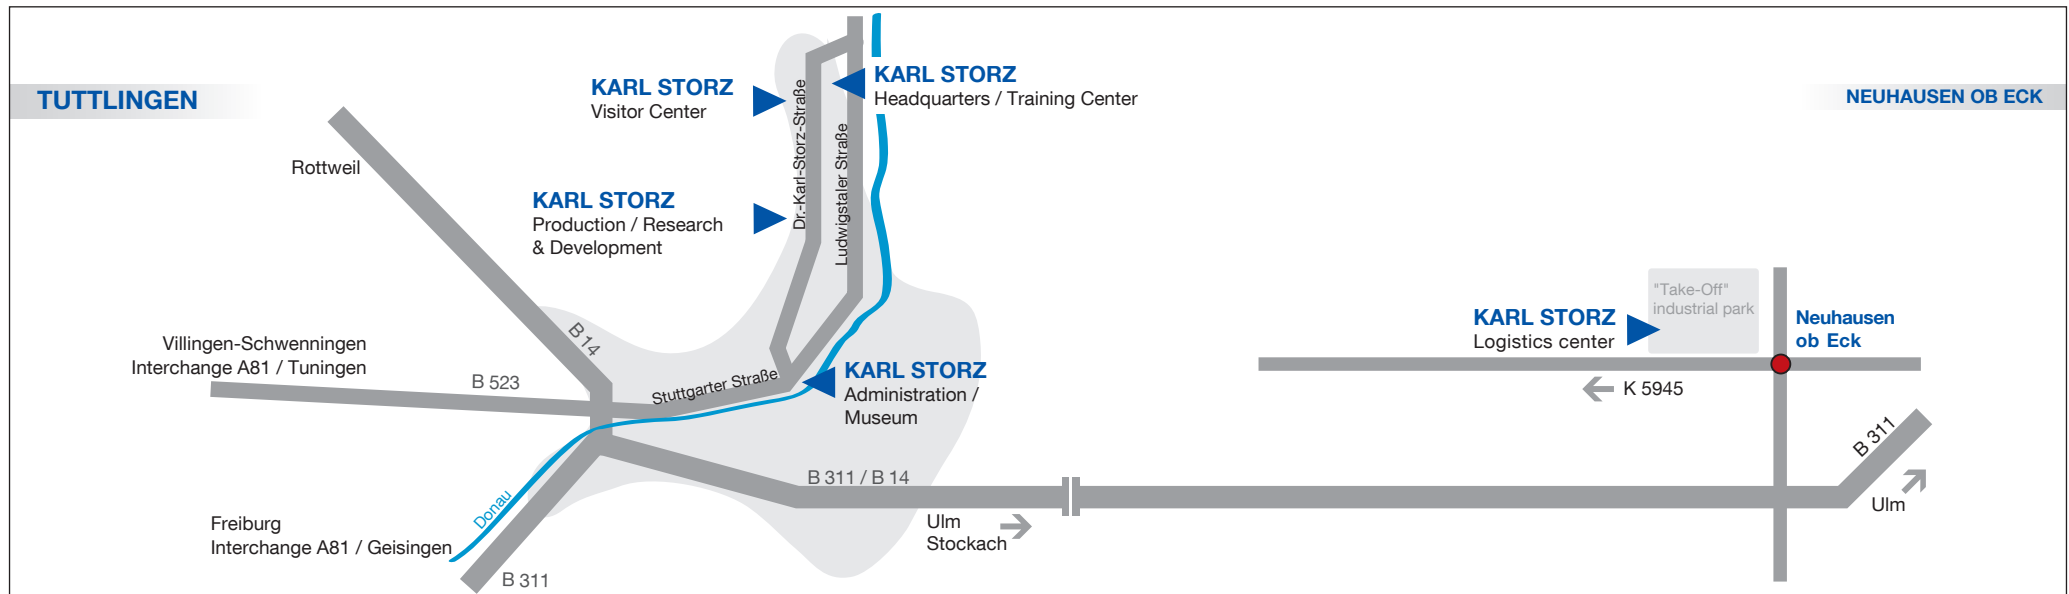 TUTTLINGEN
NEUHAUSEN OB ECK
KARL STORZ
Visitor Center
KARL STORZ
Headquarters / Training Center
Dr.-Karl-Storz-Straße
Ludwigstaler Straße
Rottweil
KARL STORZ
Production / Research
& Development
B 14
Villingen-Schwenningen
Interchange A81 / Tuningen
B 523
Stuttgarter Straße
KARL STORZ
Administration /
Museum
"Take-Off"
industrial park
KARL STORZ
Logistics center
Neuhausen
ob Eck
K 5945
B 311
Ulm
B 311 / B 14
Ulm
Stockach
Donau
Freiburg
Interchange A81 / Geisingen
B 311